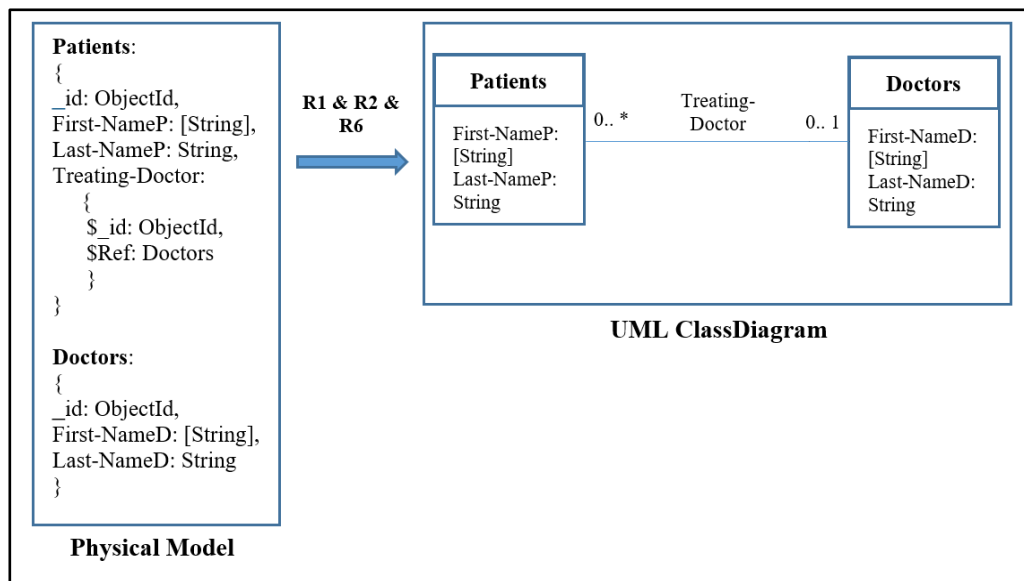 Patients:
{
_id: ObjectId,
First-NameP: [String],
Last-NameP: String,
Treating-Doctor:
{
$_id: ObjectId,
$Ref: Doctors
}
}
Doctors:
{
_id: ObjectId,
First-NameD: [String],
Last-NameD: String
}
Physical Model
R1 & R2 &
R6
Patients
First-NameP:
[String]
Last-NameP:
String
0.. *
Treating-
Doctor
0.. 1
Doctors
First-NameD:
[String]
Last-NameD:
String
UML ClassDiagram